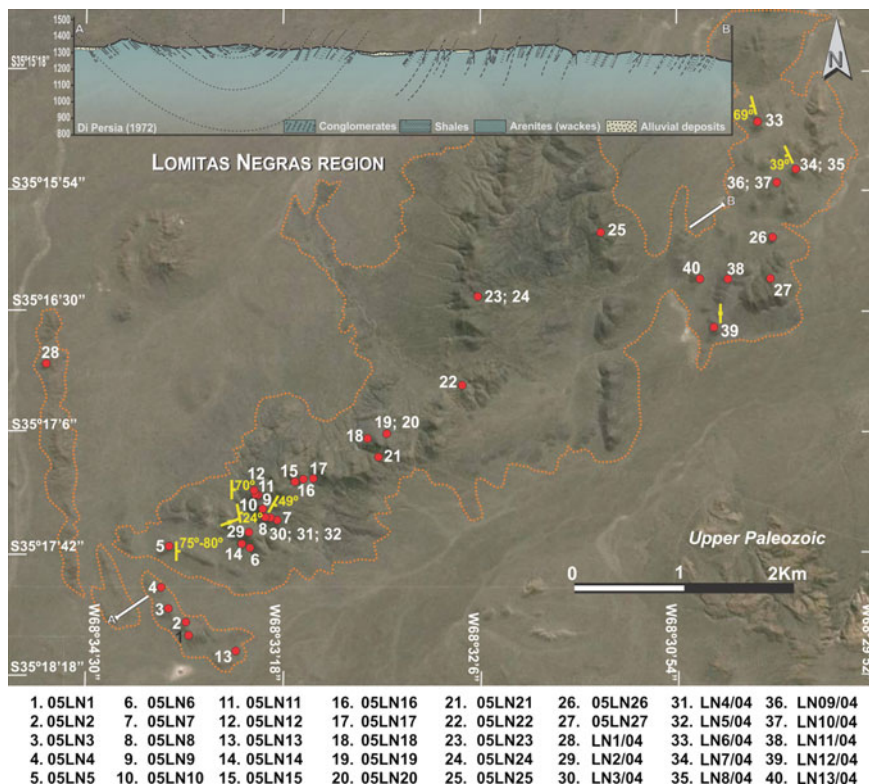 A
B
1500
1400
1300
1200
1100
1000
900
800
Di Persia (1972)
Conglomerates
Shales
Arenites (wackes)
Alluvial deposits
N
LOMITAS NEGRAS REGION
S35°15'18"
S35°15'54"
S35°16'30"
S35°17'6"
S35°17'42"
S35°18'18"
69°
33
39°
34; 35
36; 37
B
25
26
40
38
27
23; 24
39
28
22
19; 20
18
21
15
17
16
12
70°
11
9
10
49°
24°
8
7
29
30; 31; 32
75°-80°
5
14
6
4
3
A
2
1
13
Upper Paleozoic
0
1
2Km
W68°34'30"
W68°33'18"
W68°32'6"
W68°30'54"
W68°29'52
1. 05LN1 6. 05LN6 11. 05LN11 16. 05LN16 21. 05LN21 26. 05LN26 31. LN4/04 36. LN09/04
2. 05LN2 7. 05LN7 12. 05LN12 17. 05LN17 22. 05LN22 27. 05LN27 32. LN5/04 37. LN10/04
3. 05LN3 8. 05LN8 13. 05LN13 18. 05LN18 23. 05LN23 28. LN1/04 33. LN6/04 38. LN11/04
4. 05LN4 9. 05LN9 14. 05LN14 19. 05LN19 24. 05LN24 29. LN2/04 34. LN7/04 39. LN12/04
5. 05LN5 10. 05LN10 15. 05LN15 20. 05LN20 25. 05LN25 30. LN3/04 35. LN8/04 40. LN13/04